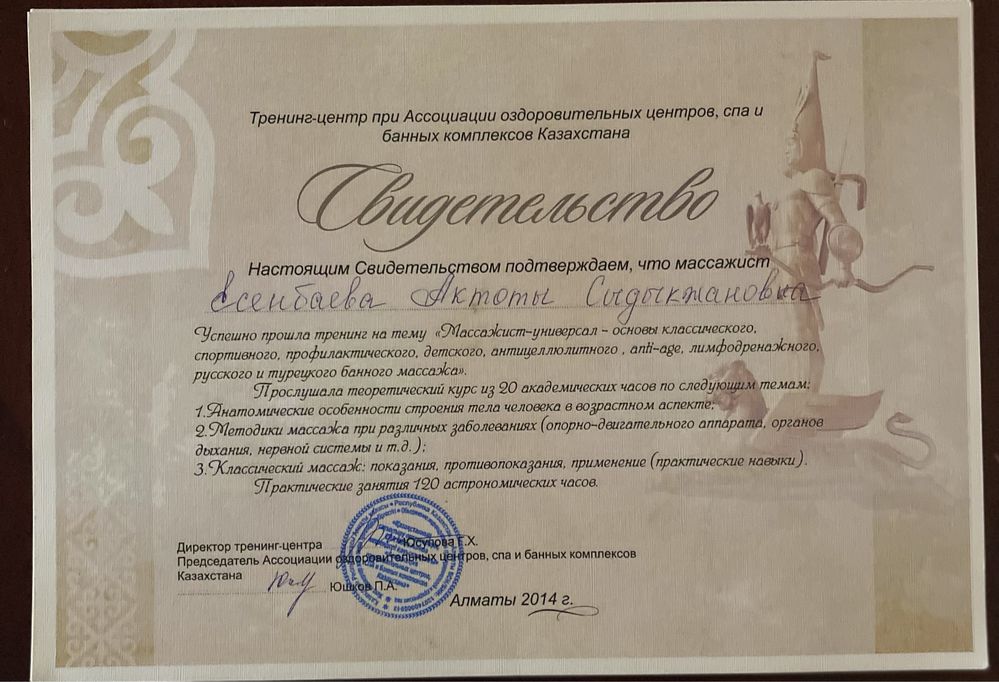 Тренинг-центр при Ассоциации оздоровительных центров, спа и
банных комплексов Казахстана
Свидетельство
Настоящим Свидетельством подтверждаем, что массажист
Есенбаева Актоты Сыдыкжановна
Успешно прошла тренинг на тему «Массажист-универсал - основы классического,
спортивного, профилактического, детского, антицеллюлитного , anti-age, лимфодренажного,
русского и турецкого банного массажа».
Прослушала теоретический курс из 20 академических часов по следующим темам:
1.Анатомические особенности строения тела человека в возрастном аспекте;
2.Методики массажа при различных заболеваниях (опорно-двигательного аппарата, органов
дыхания, нервной системы и т.д.);
3.Классический массаж: показания, противопоказания, применение (практические навыки).
Практические занятия 120 астрономических часов.
Директор тренинг-центра Юсупова Г.Х.
Председатель Ассоциации оздоровительных центров, спа и банных комплексов
Казахстана Юшков П.А.
Алматы 2014 г.